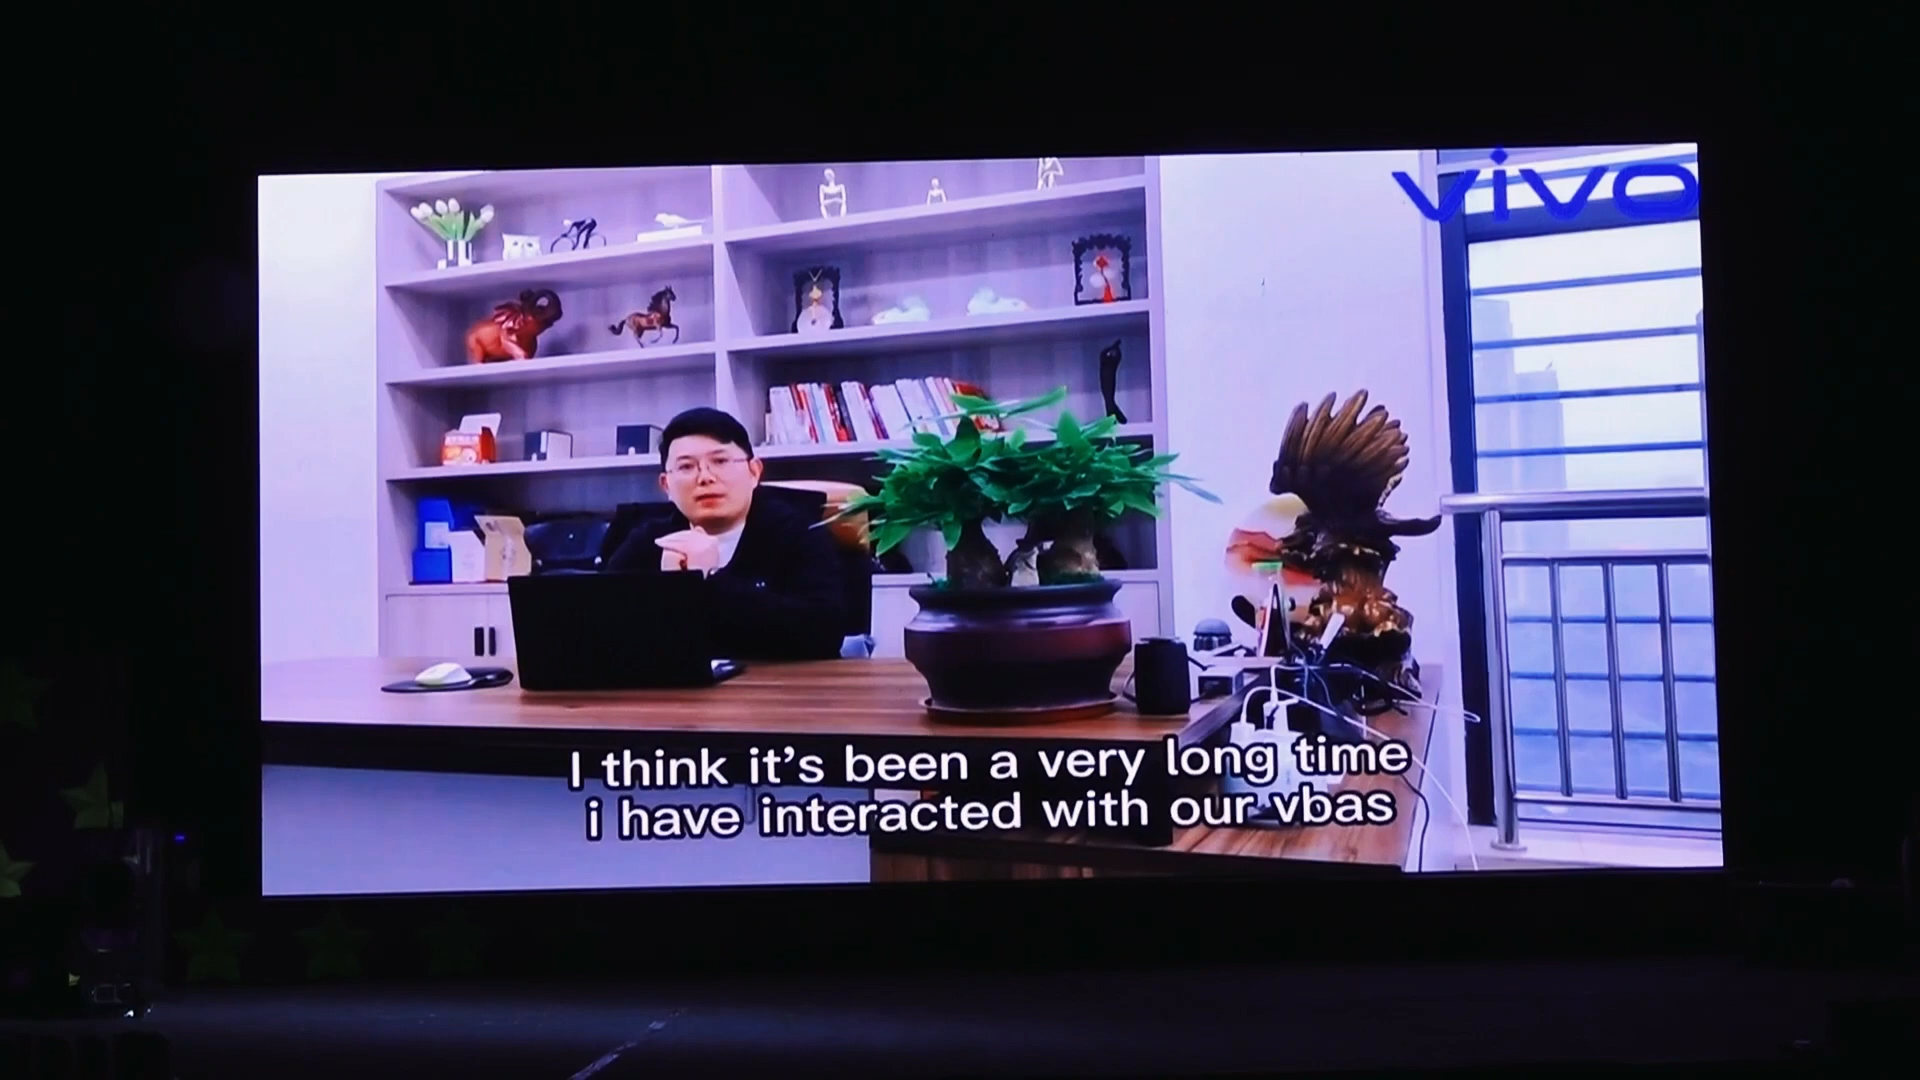 vivo
I think it's been a very long time
i have interacted with our vbas